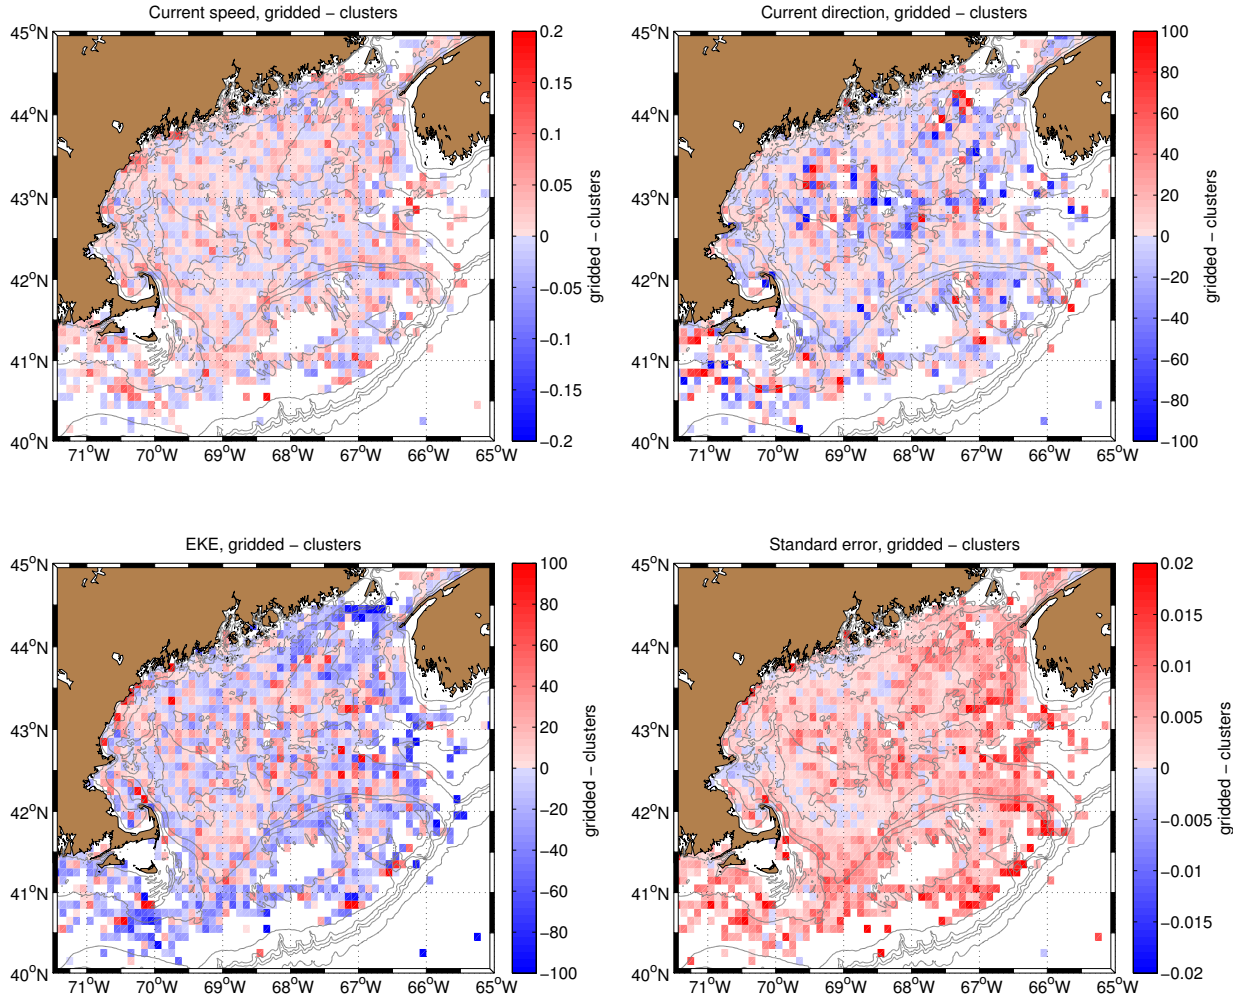 Current speed, gridded − clusters
45°N
44°N
43°N
42°N
41°N
40°N
71°W 70°W 69°W 68°W 67°W 66°W 65°W
0.2
0.15
0.1
0.05
0
−0.05
−0.1
−0.15
−0.2
gridded − clusters
Current direction, gridded − clusters
45°N
44°N
43°N
42°N
41°N
40°N
71°W 70°W 69°W 68°W 67°W 66°W 65°W
100
80
60
40
20
0
−20
−40
−60
−80
−100
gridded − clusters
EKE, gridded − clusters
45°N
44°N
43°N
42°N
41°N
40°N
71°W 70°W 69°W 68°W 67°W 66°W 65°W
100
80
60
40
20
0
−20
−40
−60
−80
−100
gridded − clusters
Standard error, gridded − clusters
45°N
44°N
43°N
42°N
41°N
40°N
71°W 70°W 69°W 68°W 67°W 66°W 65°W
0.02
0.015
0.01
0.005
0
−0.005
−0.01
−0.015
−0.02
gridded − clusters